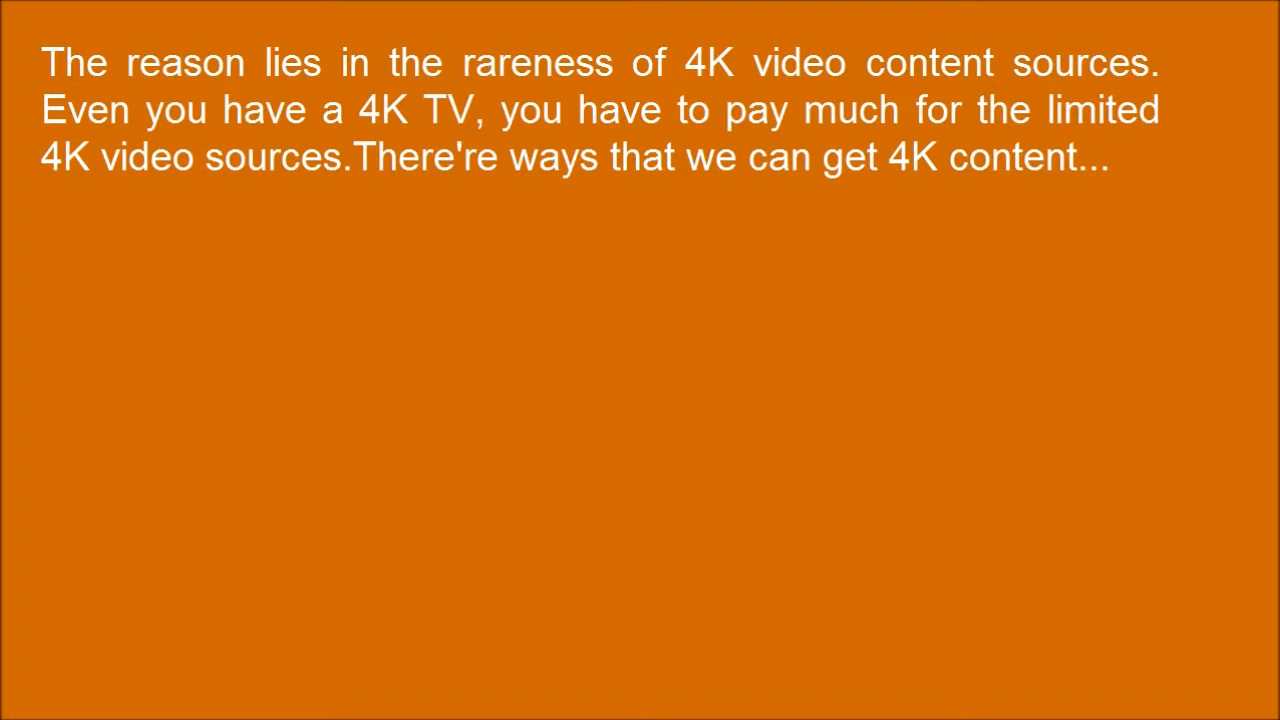 The reason lies in the rareness of 4K video content sources.
Even you have a 4K TV, you have to pay much for the limited
4K video sources.There're ways that we can get 4K content...